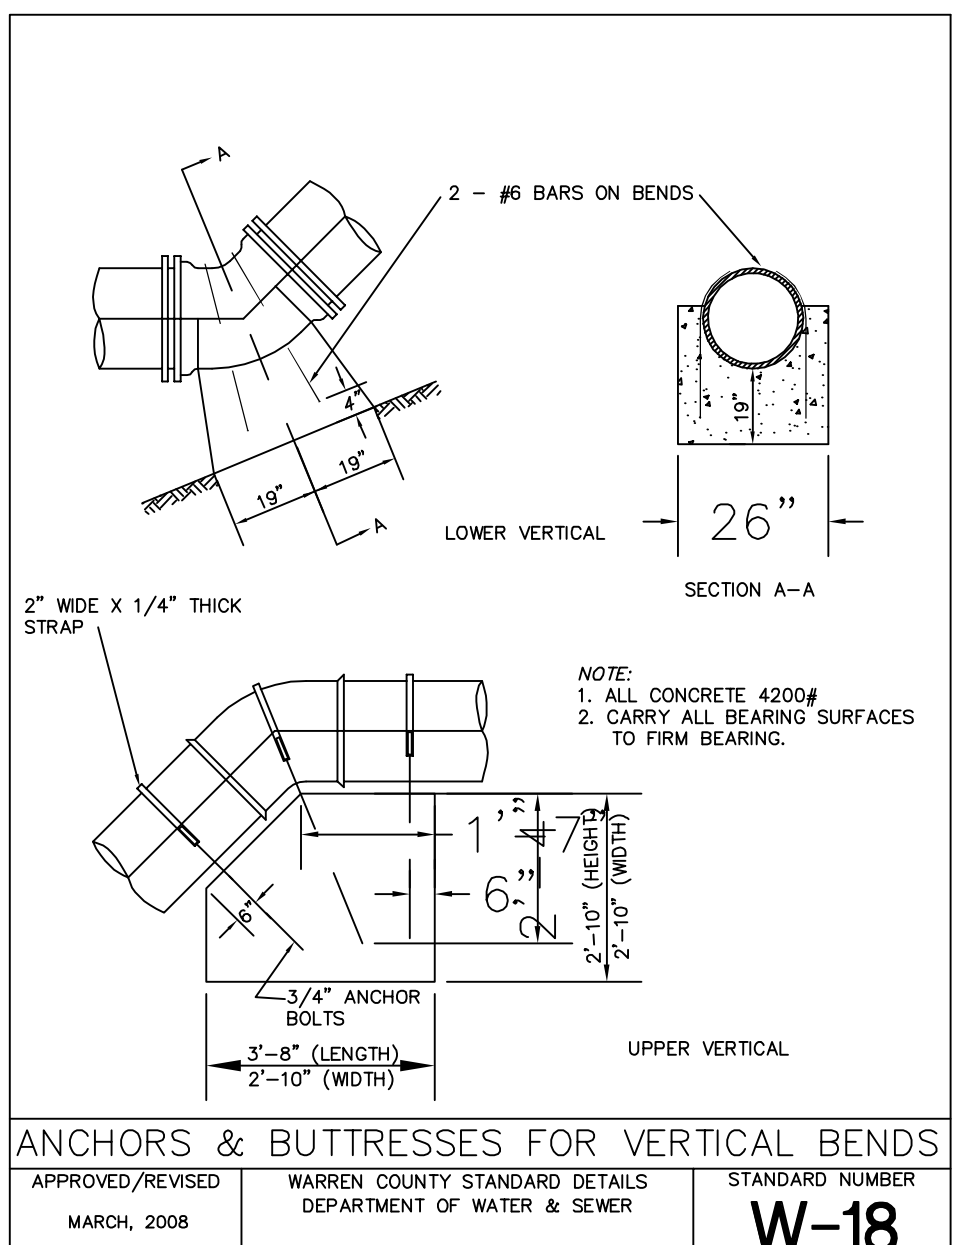 A
2 - #6 BARS ON BENDS
4"
19"
19"
19"
A
LOWER VERTICAL
26"
SECTION A-A
2" WIDE X 1/4" THICK
STRAP
NOTE:
1. ALL CONCRETE 4200#
2. CARRY ALL BEARING SURFACES
TO FIRM BEARING.
6"
6"
2'-10" (HEIGHT)
2'-10" (WIDTH)
3/4" ANCHOR
BOLTS
3'-8" (LENGTH)
2'-10" (WIDTH)
UPPER VERTICAL
ANCHORS & BUTTRESSES FOR VERTICAL BENDS
APPROVED/REVISED
MARCH, 2008
WARREN COUNTY STANDARD DETAILS
DEPARTMENT OF WATER & SEWER
STANDARD NUMBER
W-18